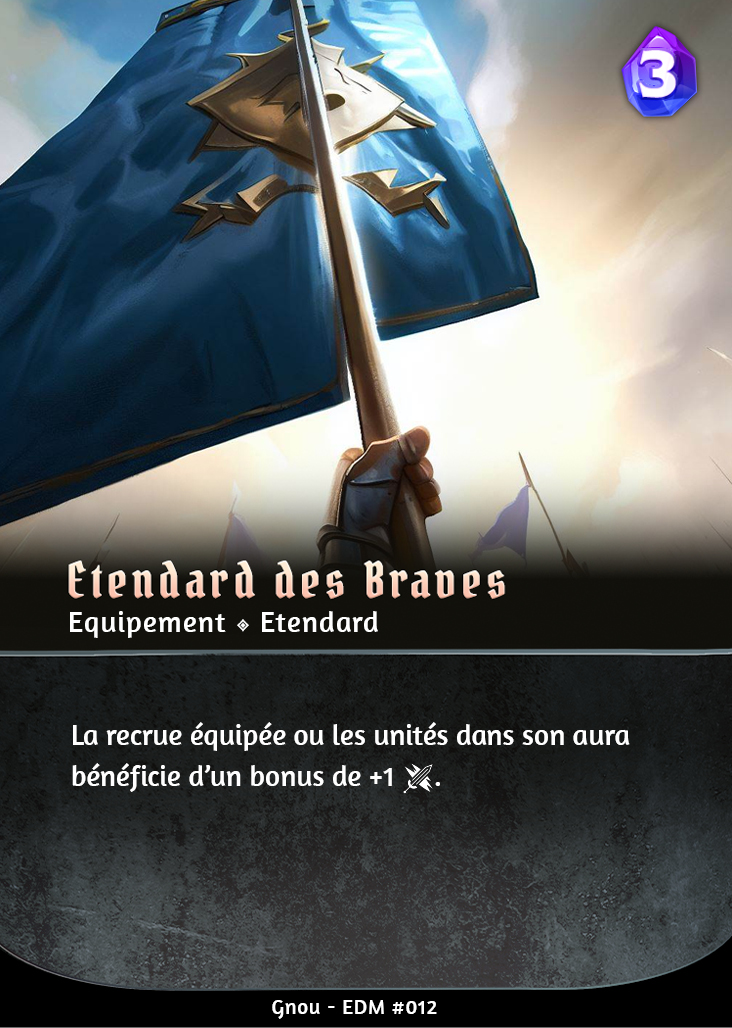 3
Etendard des Braves
Equipement ◈ Etendard
La recrue équipée ou les unités dans son aura
bénéficie d’un bonus de +1 .
Gnou - EDM #012